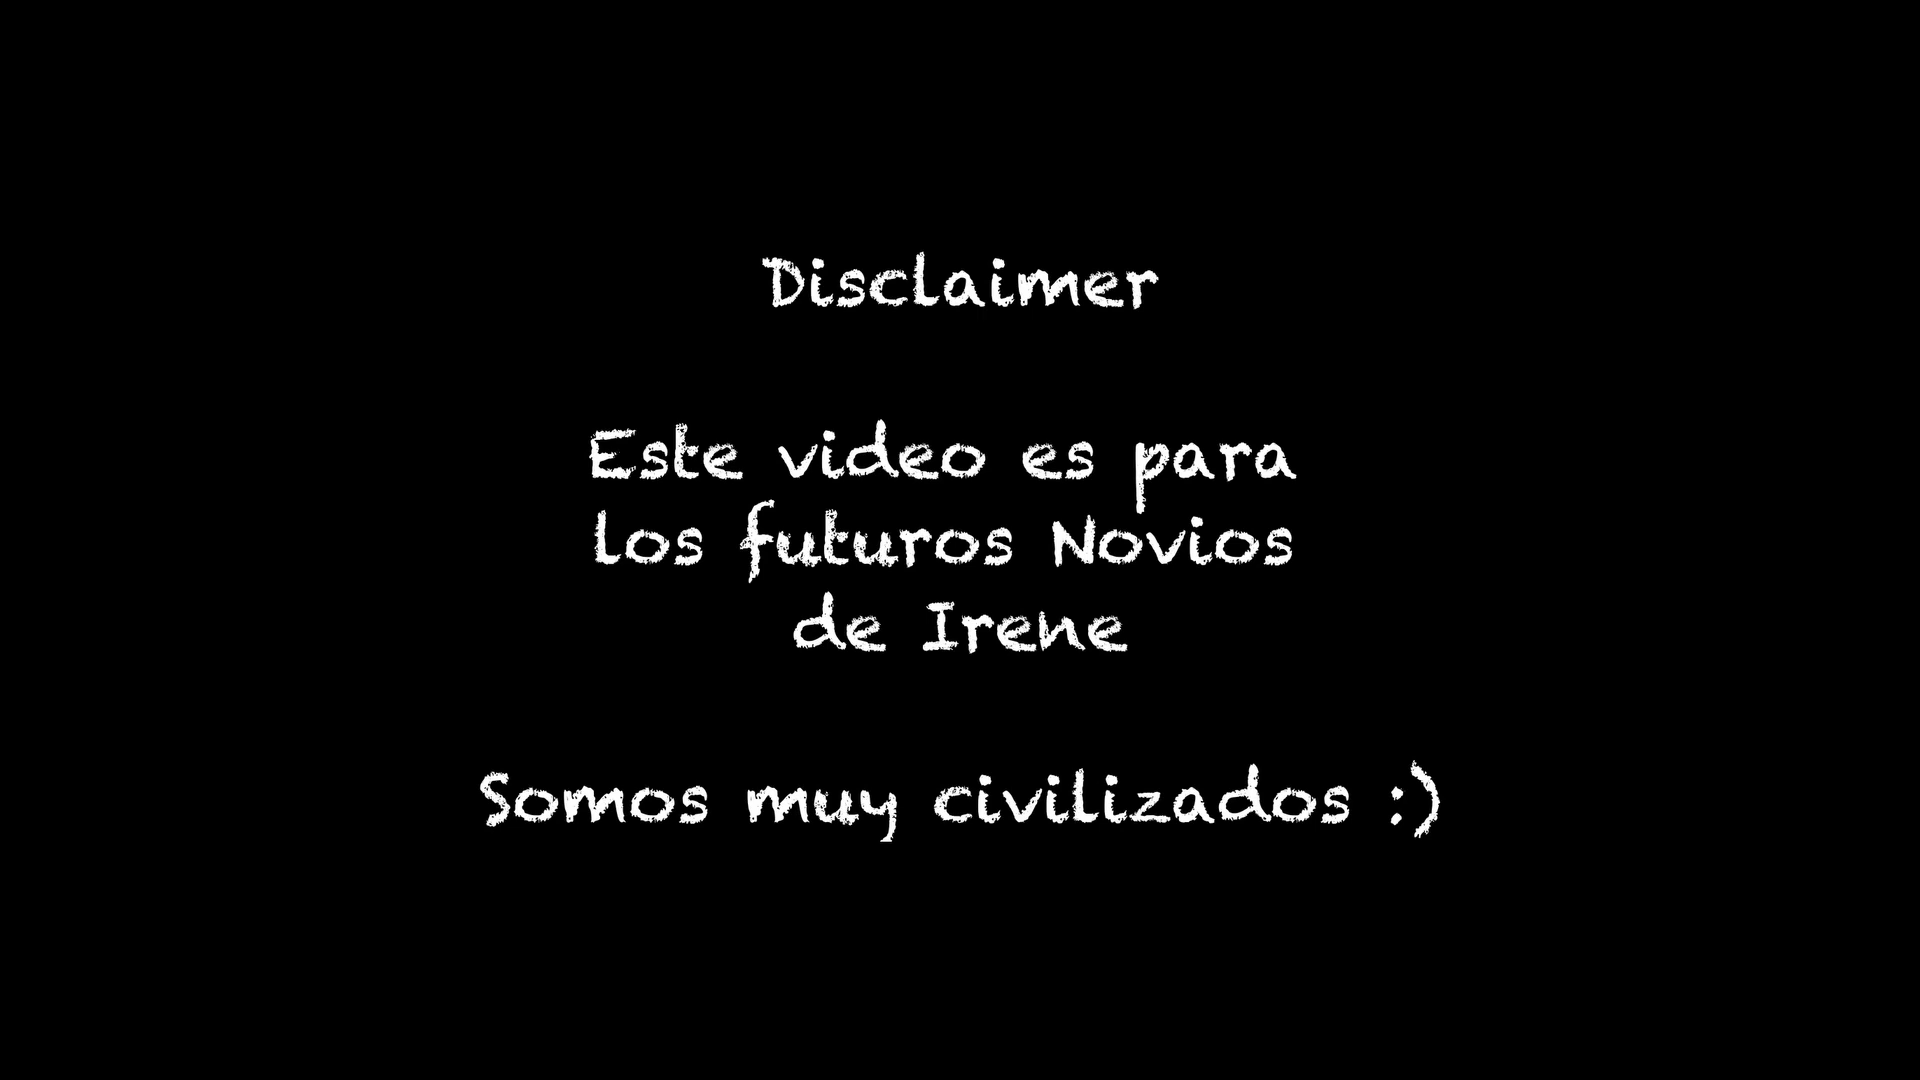 Disclaimer
Este video es para
los futuros Novios
de Irene
Somos muy civilizados :)